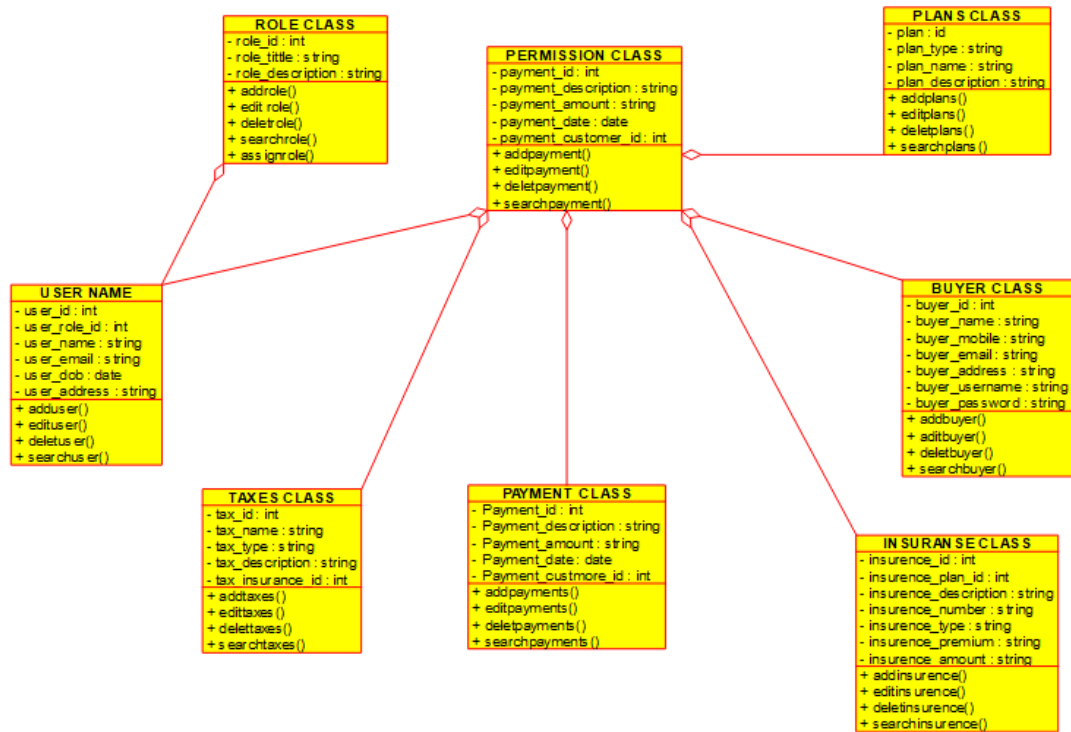 ROLE CLASS
- role_id : int
- role_tittle : string
- role_description : string
+ addrole()
+ edit role()
+ deletrole()
+ searchrole()
+ assignrole()
PERMISSION CLASS
- payment_id : int
- payment_description : string
- payment_amount : string
- payment_date : date
- payment_customer_id : int
+ addpayment()
+ editpayment()
+ deletpayment()
+ searchpayment()
PLANS CLASS
- plan : id
- plan_type : string
- plan_name : string
- plan_description : string
+ addplans()
+ editplans()
+ deletplans()
+ searchplans()
USER NAME
- user_id : int
- user_role_id : int
- user_name : string
- user_email : string
- user_dob : date
- user_address : string
+ adduser()
+ edituser()
+ deletuser()
+ searchuser()
BUYER CLASS
- buyer_id : int
- buyer_name : string
- buyer_mobile : string
- buyer_email : string
- buyer_address : string
- buyer_username : string
- buyer_password : string
+ addbuyer()
+ aditbuyer()
+ deletbuyer()
+ searchbuyer()
TAXES CLASS
- tax_id : int
- tax_name : string
- tax_type : string
- tax_description : string
- tax_insurance_id : int
+ addtaxes()
+ edittaxes()
+ delettaxes()
+ searchtaxes()
PAYMENT CLASS
- Payment_id : int
- Payment_description : string
- Payment_amount : string
- Payment_date : date
- Payment_custmore_id : int
+ addpayments()
+ editpayments()
+ deletpayments()
+ searchpayments()
INSURANSE CLASS
- insurence_id : int
- insurence_plan_id : int
- insurence_description : string
- insurence_number : string
- insurence_type : string
- insurence_premium : string
- insurence_amount : string
+ addinsurence()
+ editinsurence()
+ deletinsurence()
+ searchinsurence()